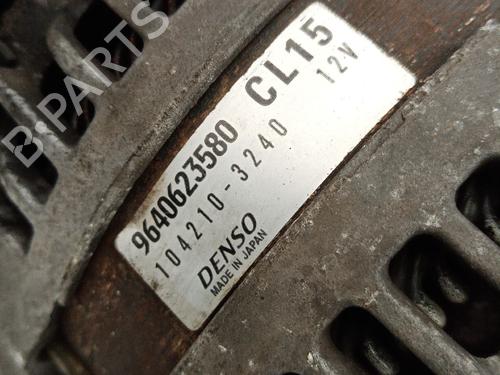 9640623580 CL15
104210-3240 12V
DENSO
MADE IN JAPAN
B-PARTS